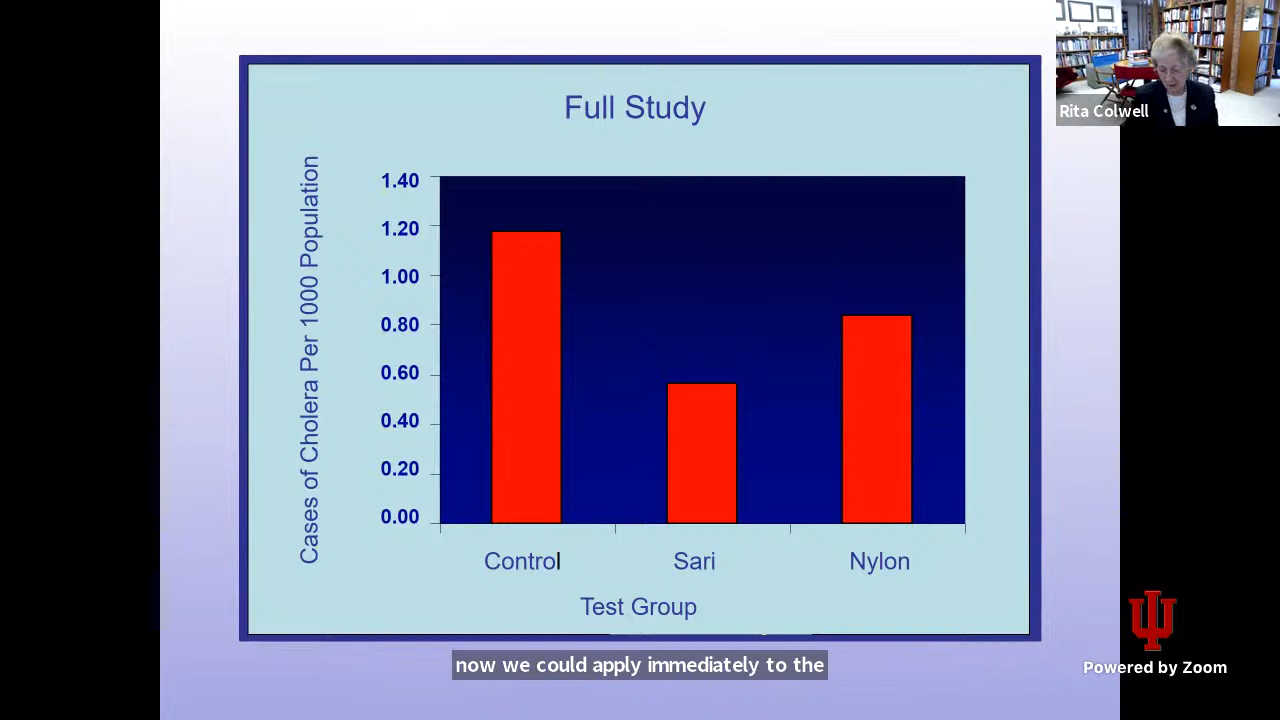 Full Study
Cases of Cholera Per 1000 Population
1.40
1.20
1.00
0.80
0.60
0.40
0.20
0.00
Control Sari Nylon
Test Group
Rita Colwell
now we could apply immediately to the
Powered by Zoom